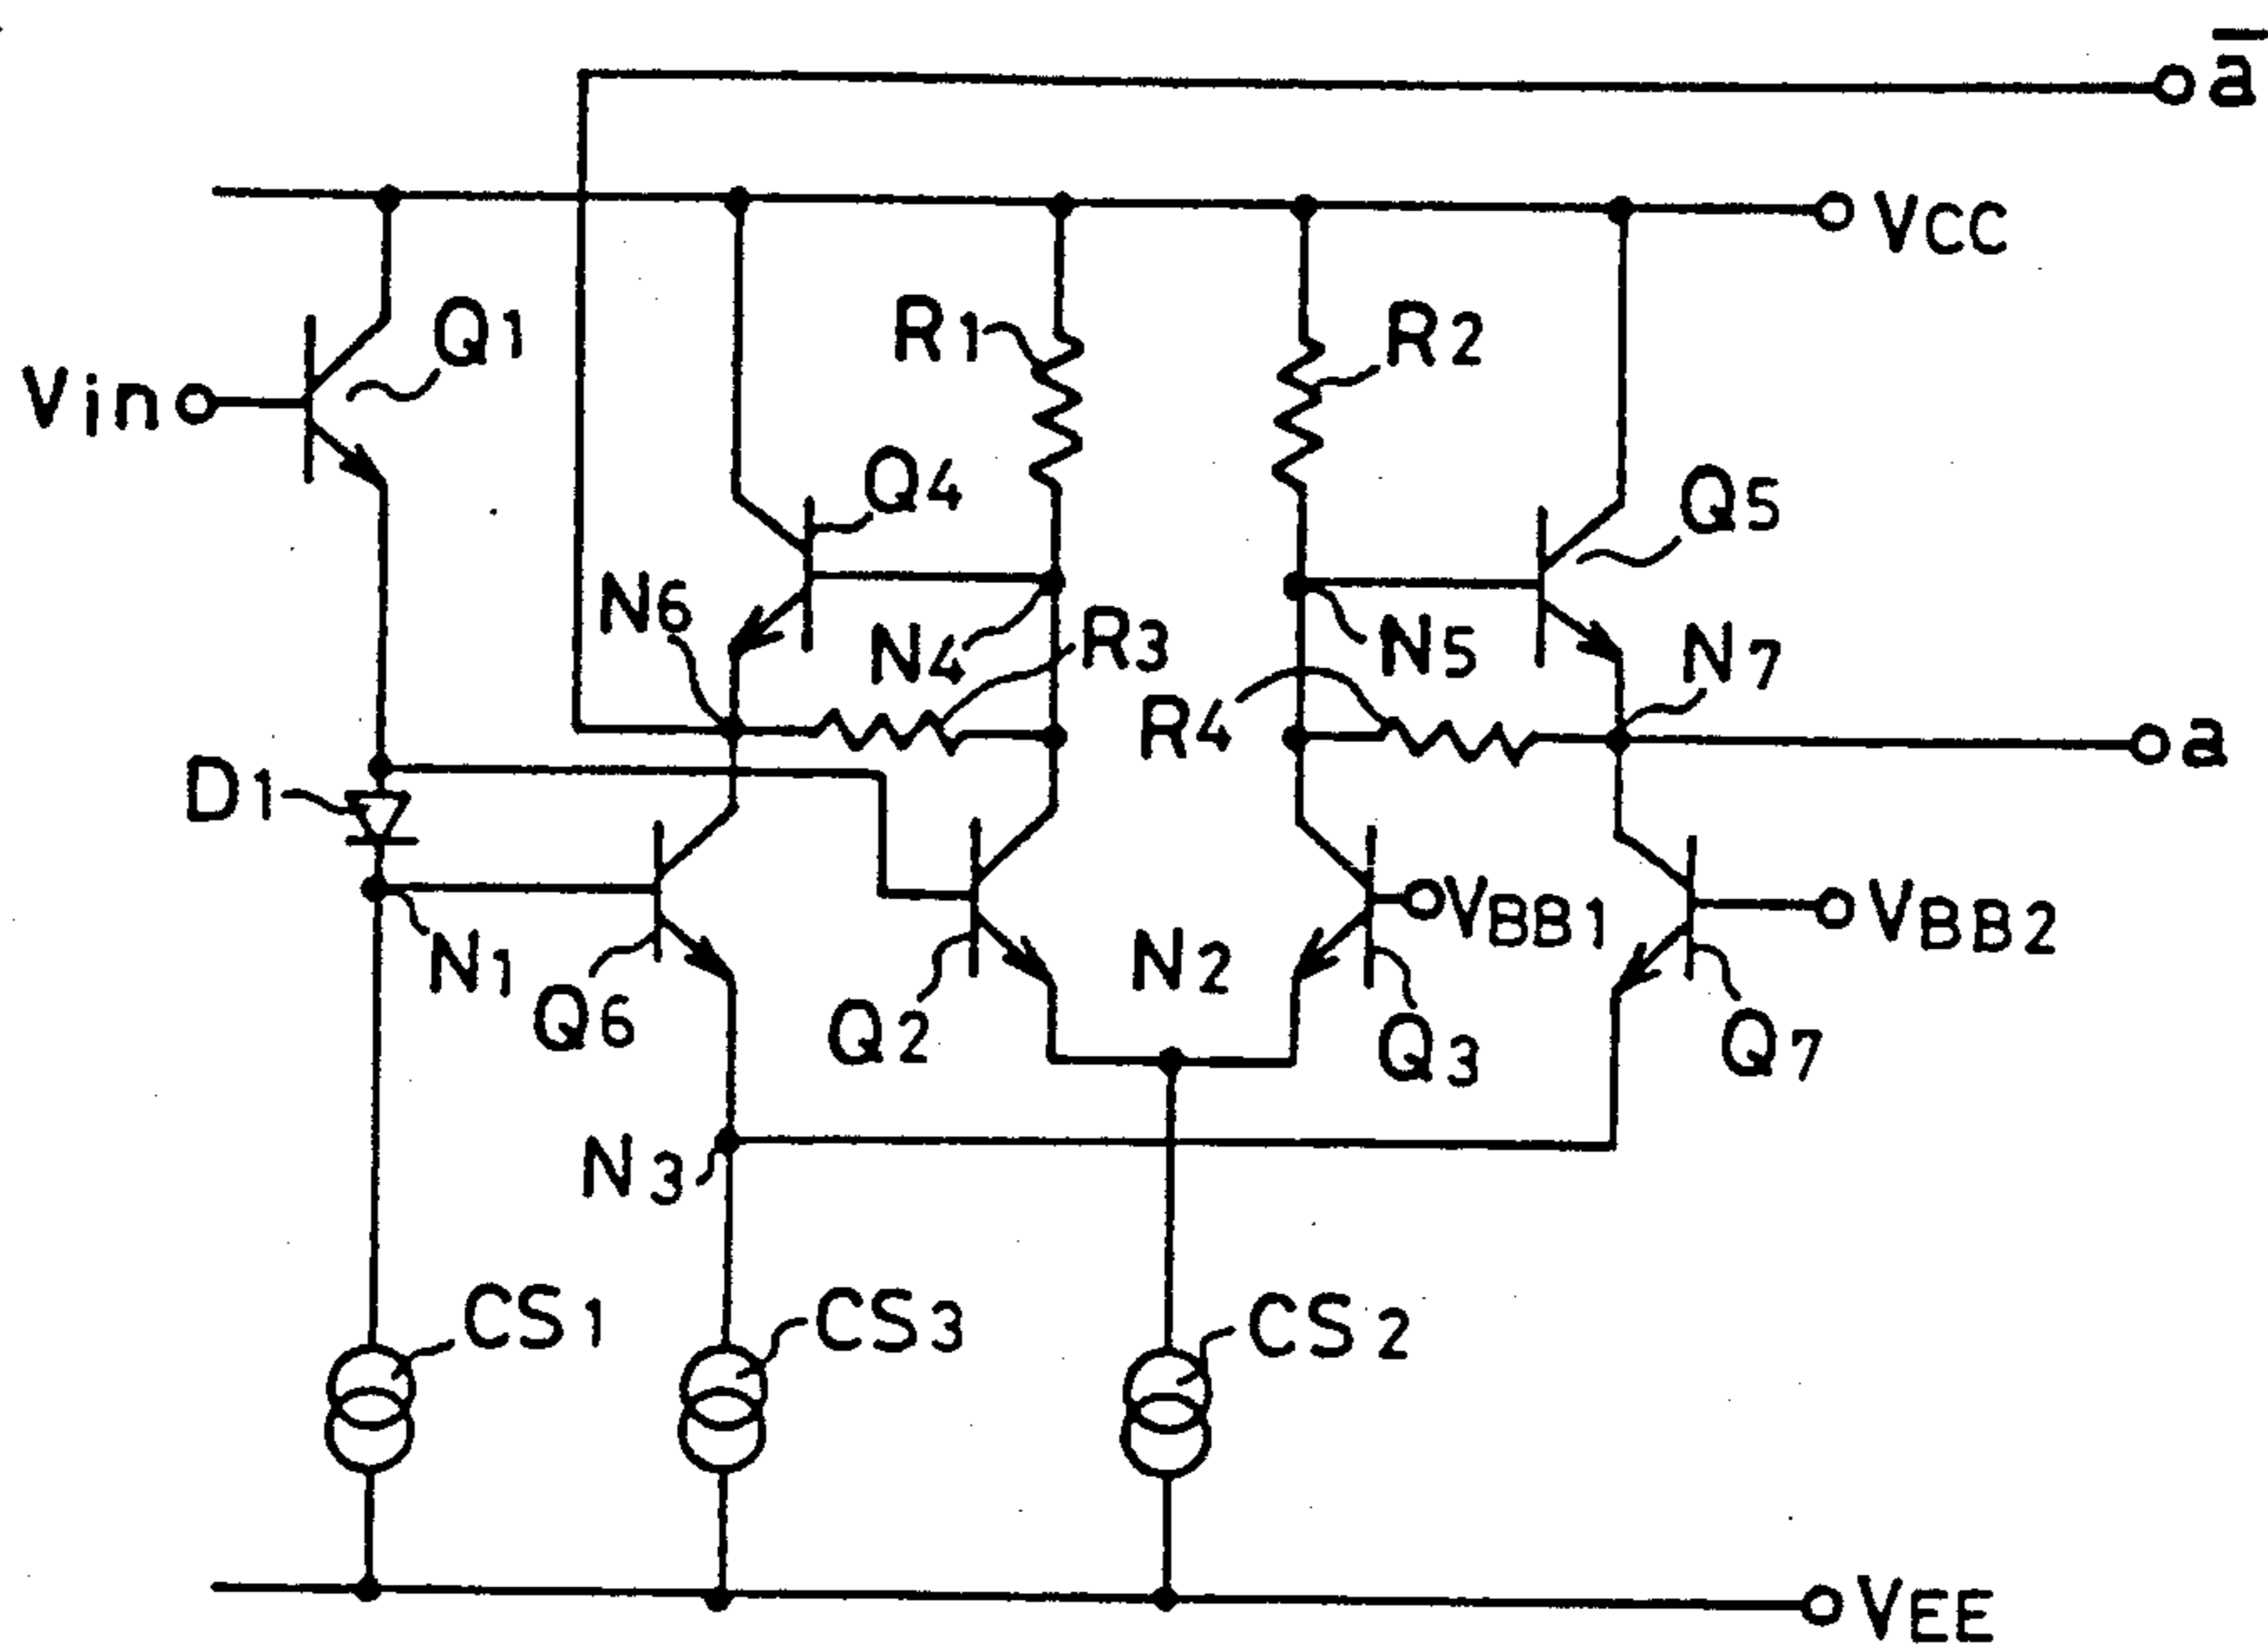 a̅
VCC
Q1
R1
R2
Vin
Q4
Q5
N6
N4
R3
N5
N7
R4
a
D1
VBB1
VBB2
N1
N2
Q6
Q2
Q3
Q7
N3
CS1
CS3
CS2
VEE